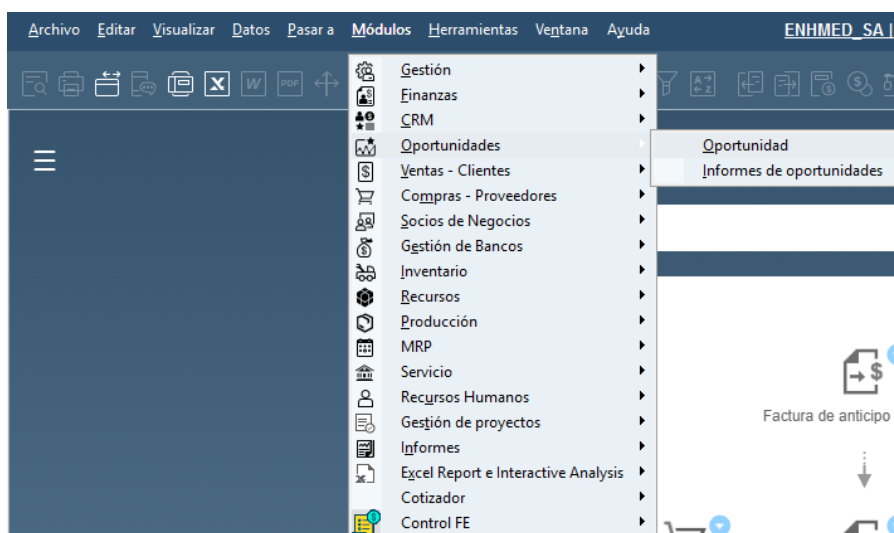 Archivo Editar Visualizar Datos Pasar a Módulos Herramientas Ventana Ayuda ENHMED_SA |
Gestión
Finanzas
CRM
Oportunidades
Oportunidad
Informes de oportunidades
Ventas - Clientes
Compras - Proveedores
Socios de Negocios
Gestión de Bancos
Inventario
Recursos
Producción
MRP
Servicio
Recursos Humanos
Gestión de proyectos
Informes
Excel Report e Interactive Analysis
Cotizador
Control FE
Factura de anticipo